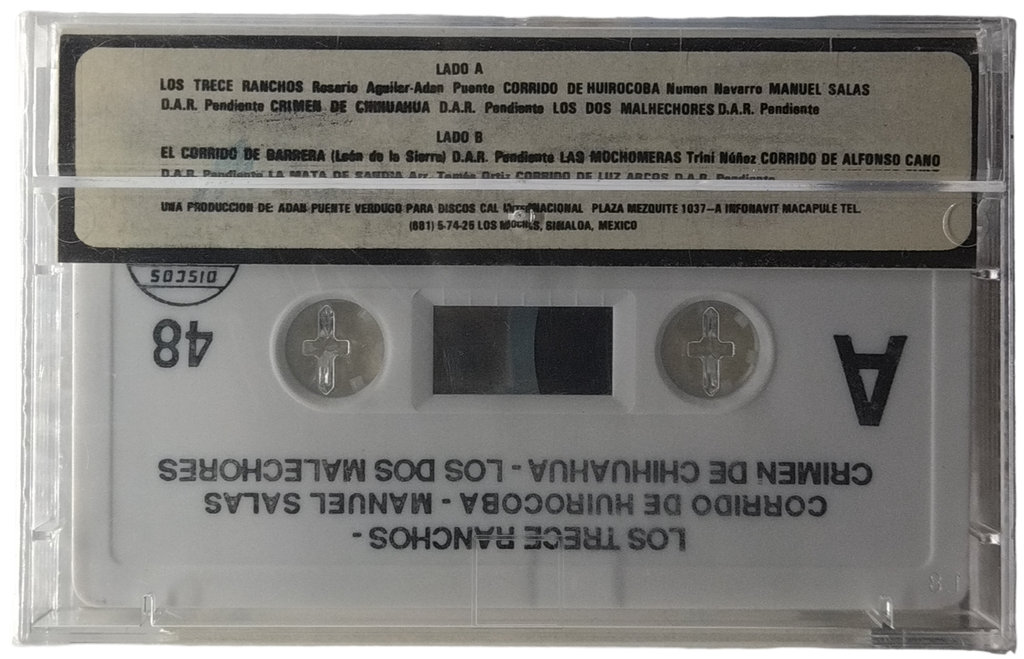 LADO A
LOS TRECE RANCHOS Rosario Aguilar-Adan Puente CORRIDO DE HUIROCOBA Numen Navarro MANUEL SALAS
D.A.R. Pendiente CRIMEN DE CHIHUAHUA D.A.R. Pendiente LOS DOS MALHECHORES D.A.R. Pendiente
LADO B
EL CORRIDO DE BARRERA (León de la Sierra) D.A.R. Pendiente LAS MOCHOMERAS Trini Núñez CORRIDO DE ALFONSO CANO
D.A.R. Pendiente LA MATA DE SANDIA Arr. Tomás Ortiz CORRIDO DE LUZ ARCOS D.A.R. Pendiente
UNA PRODUCCION DE: ADAN PUENTE VERDUGO PARA DISCOS CAL INTERNACIONAL PLAZA MEZQUITE 1037-A INFONAVIT MACAPULE TEL.
(681) 5-74-25 LOS MOCHIS, SINALOA, MEXICO
DISCOS
48
A
LOS TRECE RANCHOS -
CORRIDO DE HUIROCOBA - MANUEL SALAS
CRIMEN DE CHIHUAHUA - LOS DOS MALECHORES